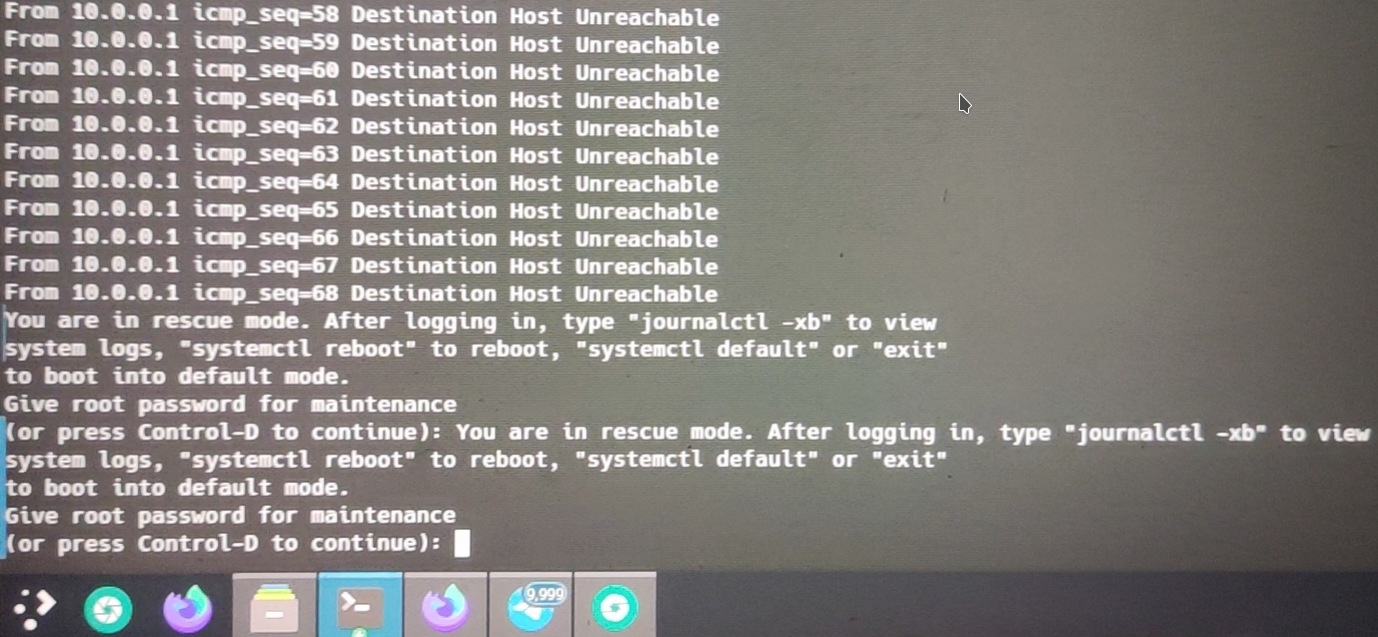 From 10.0.0.1 icmp_seq=58 Destination Host Unreachable
From 10.0.0.1 icmp_seq=59 Destination Host Unreachable
From 10.0.0.1 icmp_seq=60 Destination Host Unreachable
From 10.0.0.1 icmp_seq=61 Destination Host Unreachable
From 10.0.0.1 icmp_seq=62 Destination Host Unreachable
From 10.0.0.1 icmp_seq=63 Destination Host Unreachable
From 10.0.0.1 icmp_seq=64 Destination Host Unreachable
From 10.0.0.1 icmp_seq=65 Destination Host Unreachable
From 10.0.0.1 icmp_seq=66 Destination Host Unreachable
From 10.0.0.1 icmp_seq=67 Destination Host Unreachable
From 10.0.0.1 icmp_seq=68 Destination Host Unreachable
You are in rescue mode. After logging in, type "journalctl -xb" to view
system logs, "systemctl reboot" to reboot, "systemctl default" or "exit"
to boot into default mode.
Give root password for maintenance
(or press Control-D to continue): You are in rescue mode. After logging in, type "journalctl -xb" to view
system logs, "systemctl reboot" to reboot, "systemctl default" or "exit"
to boot into default mode.
Give root password for maintenance
(or press Control-D to continue):
9,999